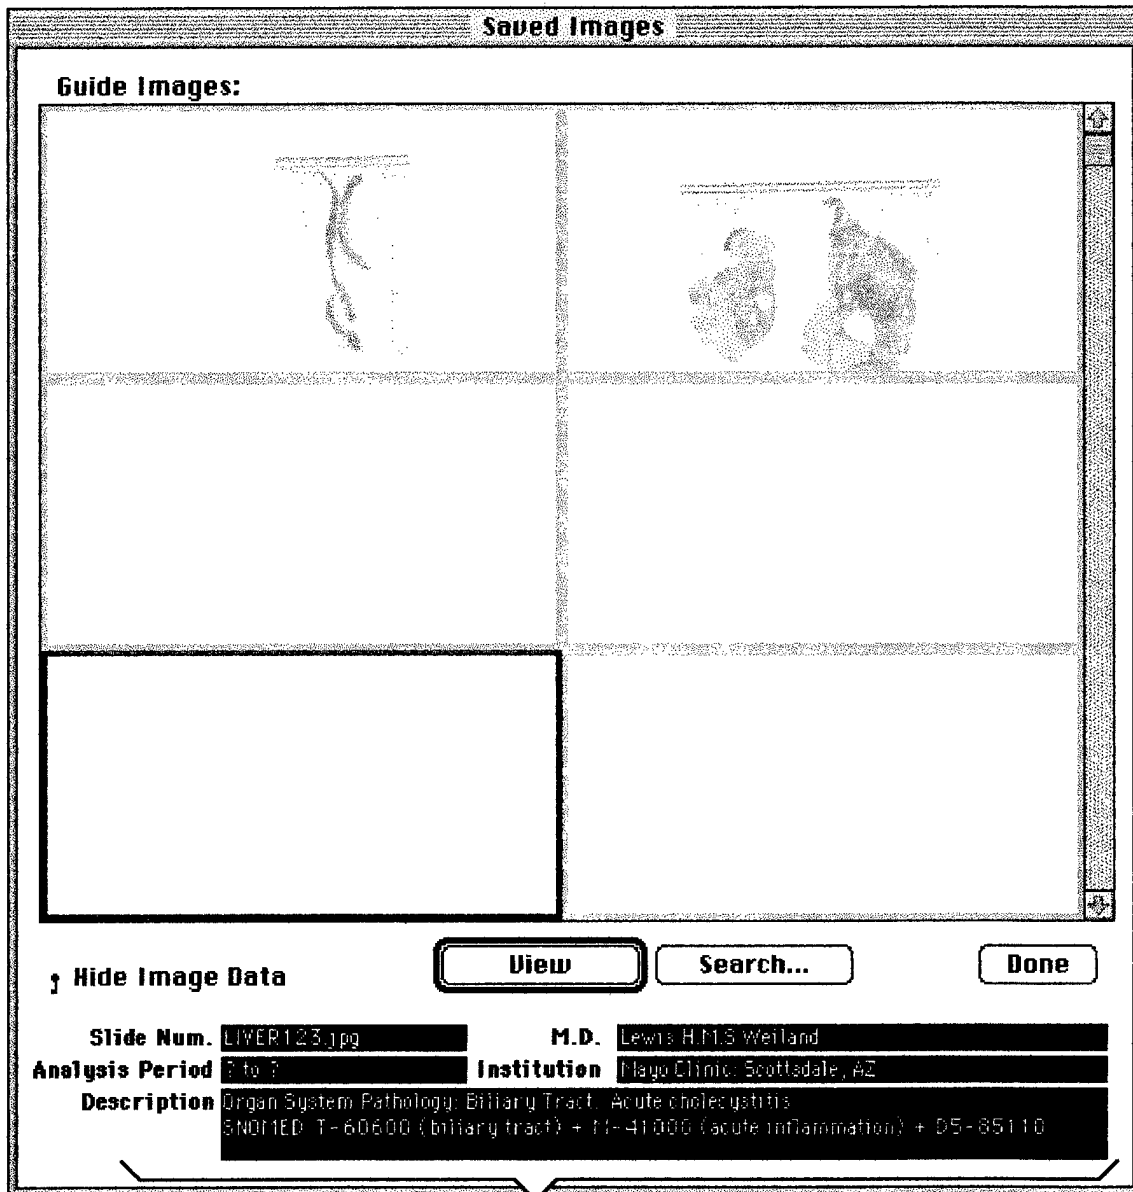 Saved Images
Guide Images:
Hide Image Data
View
Search...
Done
Slide Num. LIVER123.jpg
M.D. Lewis H.M.S Weiland
Analysis Period ? to ?
Institution Mayo Clinic, Scottsdale, AZ
Description Organ System Pathology: Biliary Tract. Acute cholecystitis
SNOMED T-60600 (biliary tract) + M-41000 (acute inflammation) + D5-85110